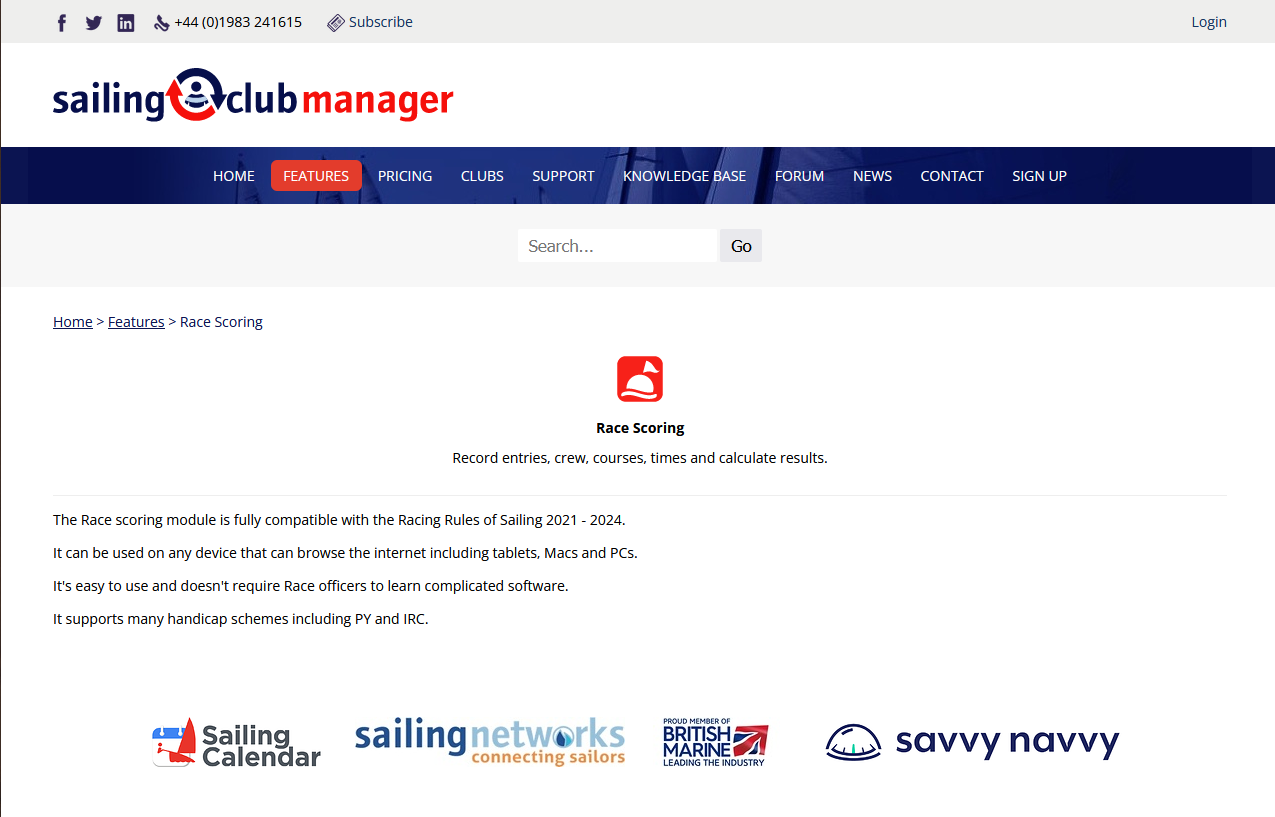 +44 (0)1983 241615 Subscribe Login
sailing club manager
HOME FEATURES PRICING CLUBS SUPPORT KNOWLEDGE BASE FORUM NEWS CONTACT SIGN UP
Search... Go
Home > Features > Race Scoring
Race Scoring
Record entries, crew, courses, times and calculate results.
The Race scoring module is fully compatible with the Racing Rules of Sailing 2021 - 2024.
It can be used on any device that can browse the internet including tablets, Macs and PCs.
It's easy to use and doesn't require Race officers to learn complicated software.
It supports many handicap schemes including PY and IRC.
Sailing
Calendar
sailingnetworks
connecting sailors
PROUD MEMBER OF
BRITISH
MARINE
LEADING THE INDUSTRY
savvy navvy